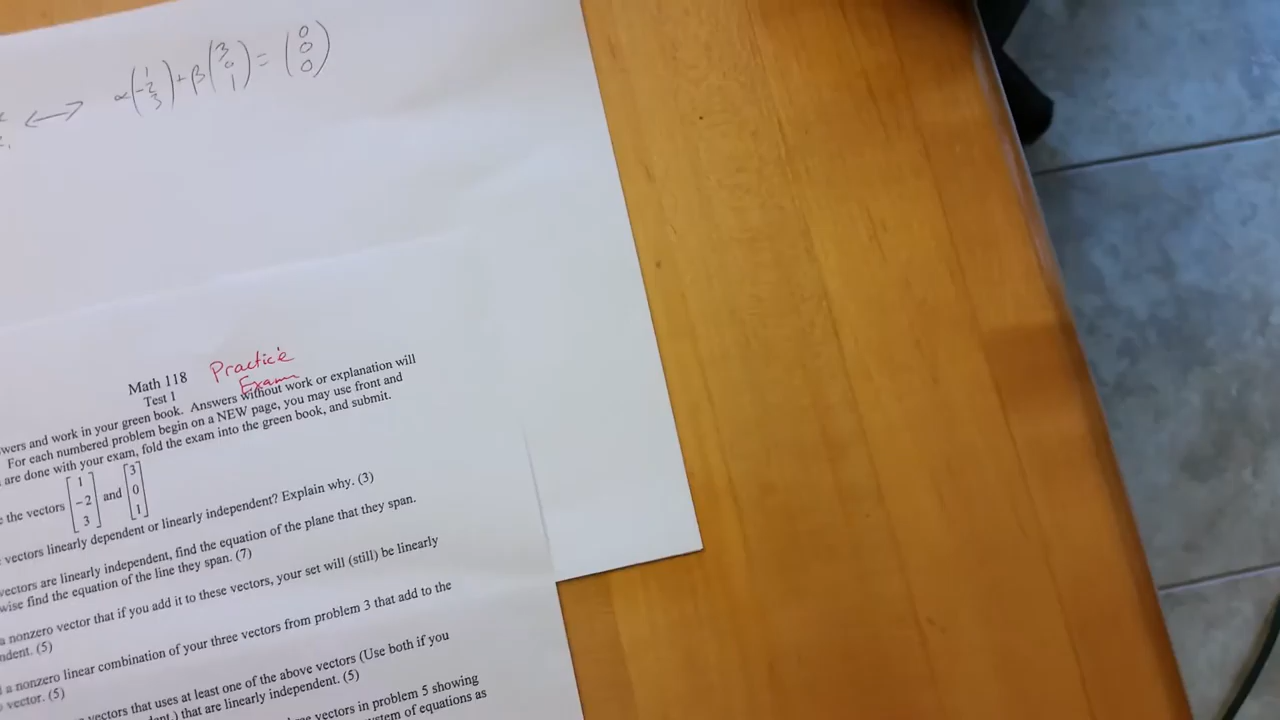 α(1 -2 3) + β(3 0 1) = (0 0 0)
⟷
Math 118 Practice
Test 1 Exam
wers and work in your green book. Answers without work or explanation will
For each numbered problem begin on a NEW page, you may use front and
are done with your exam, fold the exam into the green book, and submit.
the vectors [1 -2 3] and [3 0 1]
vectors linearly dependent or linearly independent? Explain why. (3)
vectors are linearly independent, find the equation of the plane that they span.
wise find the equation of the line they span. (7)
a nonzero vector that if you add it to these vectors, your set will (still) be linearly
ndent. (5)
a nonzero linear combination of your three vectors from problem 3 that add to the
vector. (5)
vectors that uses at least one of the above vectors (Use both if you
dent.) that are linearly independent. (5)
vectors in problem 5 showing
stem of equations as